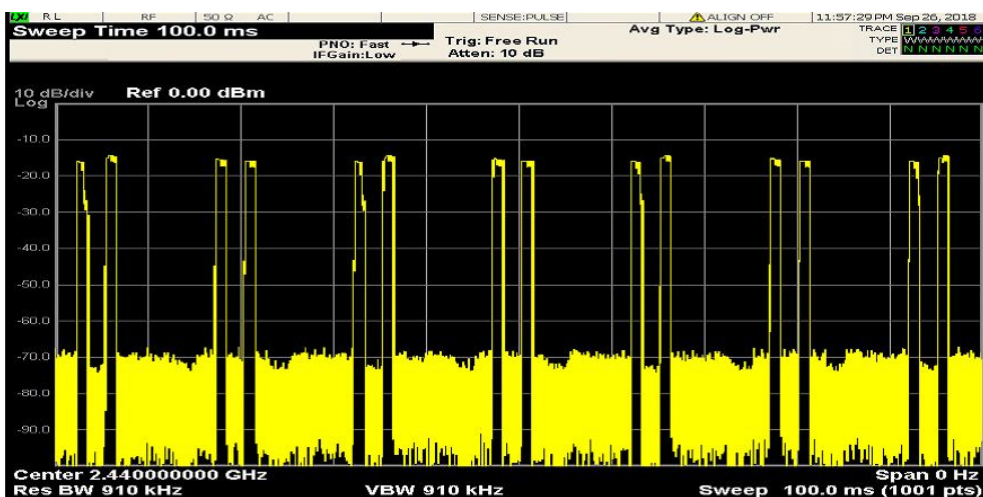 LXI RL RF 50 Ω AC SENSE:PULSE ALIGN OFF 11:57:29 PM Sep 26, 2018
Sweep Time 100.0 ms
PNO: Fast
IFGain:Low
Trig: Free Run
Atten: 10 dB
Avg Type: Log-Pwr
TRACE 1 2 3 4 5 6
TYPE
DET N N N N N N
10 dB/div Ref 0.00 dBm
Log
-10.0
-20.0
-30.0
-40.0
-50.0
-60.0
-70.0
-80.0
-90.0
Center 2.440000000 GHz Span 0 Hz
Res BW 910 kHz VBW 910 kHz Sweep 100.0 ms (1001 pts)